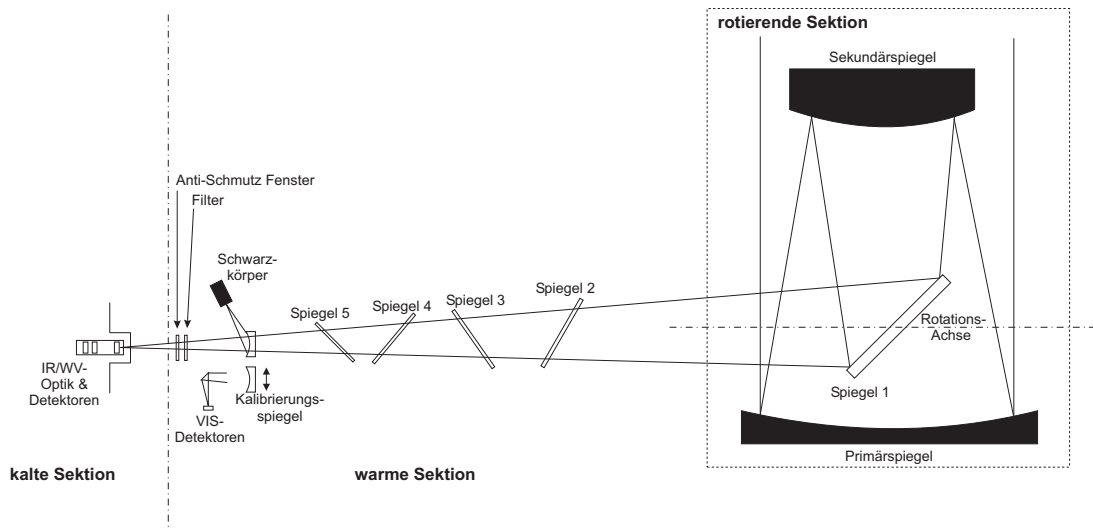 rotierende Sektion
Sekundärspiegel
Anti-Schmutz Fenster
Filter
Schwarz-
körper
Spiegel 5
Spiegel 4
Spiegel 3
Spiegel 2
Rotations-
Achse
Spiegel 1
IR/WV-
Optik &
Detektoren
VIS-
Detektoren
Kalibrierungs-
spiegel
Primärspiegel
kalte Sektion
warme Sektion